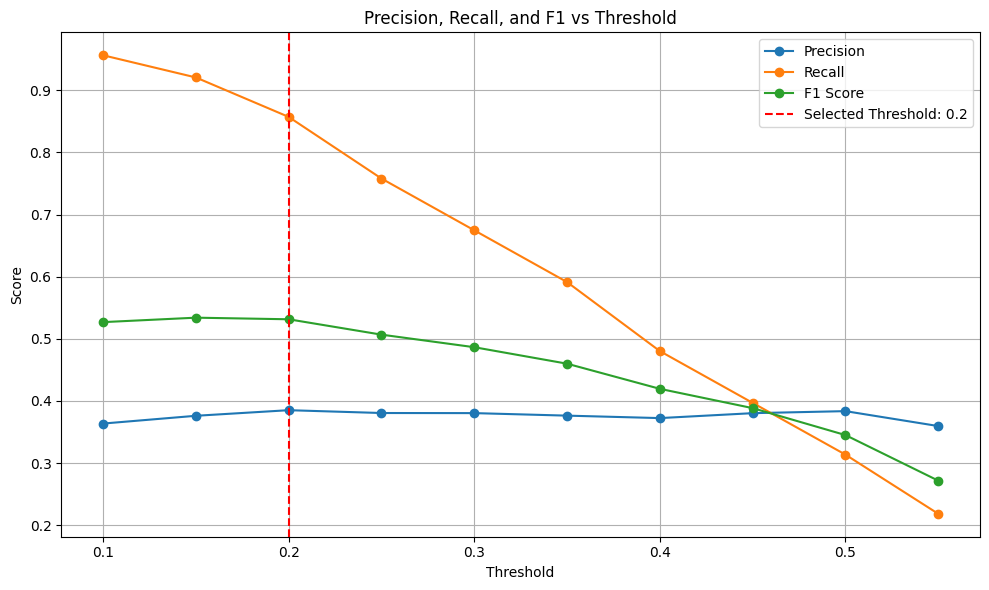 Precision, Recall, and F1 vs Threshold
Precision
Recall
F1 Score
Selected Threshold: 0.2
Score
0.9
0.8
0.7
0.6
0.5
0.4
0.3
0.2
0.1 0.2 0.3 0.4 0.5
Threshold